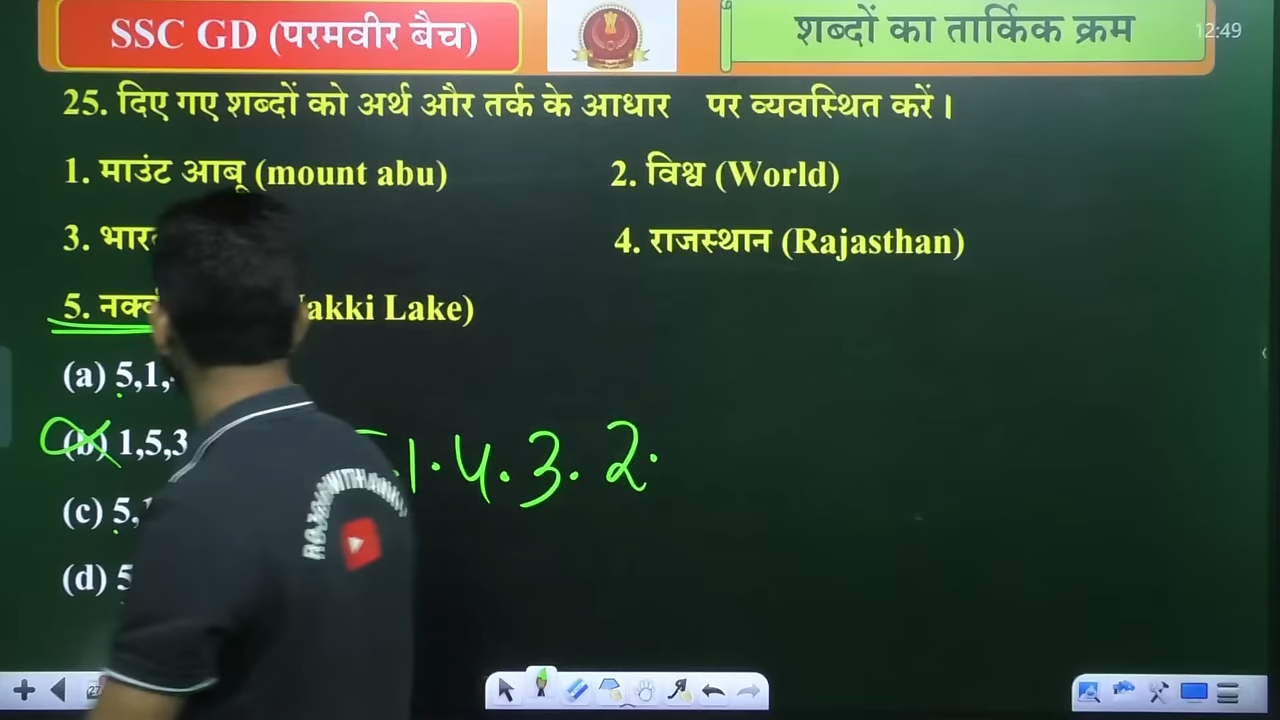 SSC GD (परमवीर बैच)
शब्दों का तार्किक क्रम
12:49
25. दिए गए शब्दों को अर्थ और तर्क के आधार पर व्यवस्थित करें।
1. माउंट आबू (mount abu)
2. विश्व (World)
3.
4. राजस्थान (Rajasthan)
5. Lake)
(a) 5,1,
(b) 1,5,3
(c) 5,
(d) 5
1.4.3.2.